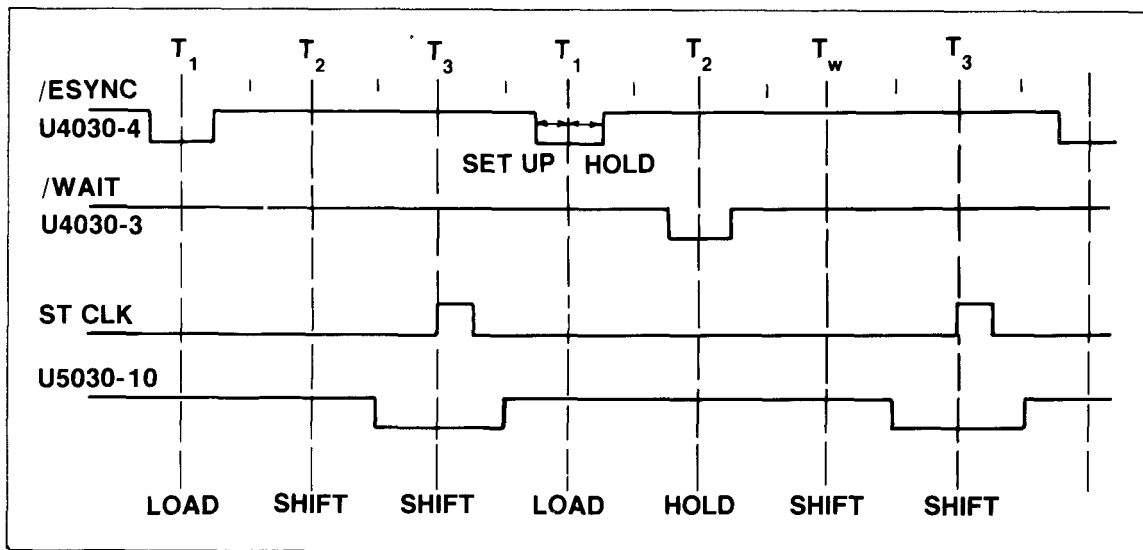 T1 T2 T3 T1 T2 Tw T3
/ESYNC
U4030-4
SET UP HOLD
/WAIT
U4030-3
ST CLK
U5030-10
LOAD SHIFT SHIFT LOAD HOLD SHIFT SHIFT